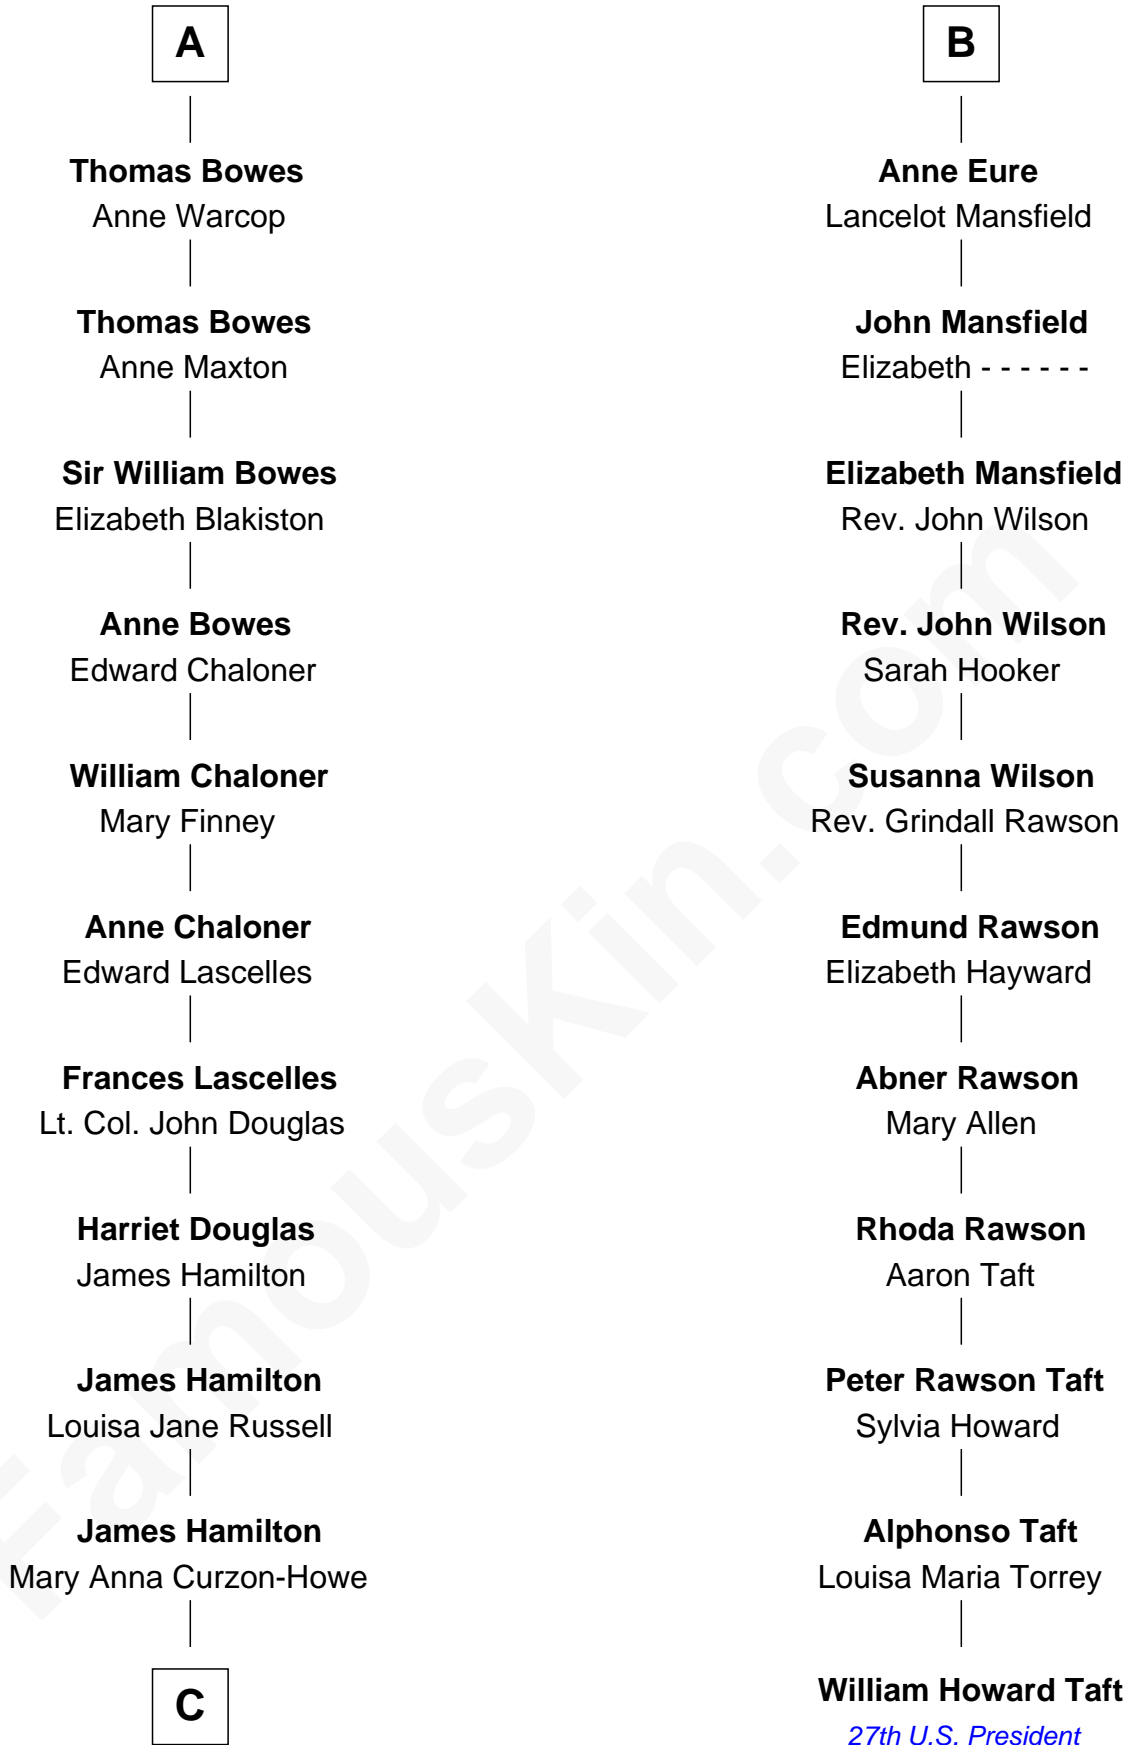 A
Thomas Bowes
Anne Warcop
Thomas Bowes
Anne Maxton
Sir William Bowes
Elizabeth Blakiston
Anne Bowes
Edward Chaloner
William Chaloner
Mary Finney
Anne Chaloner
Edward Lascelles
Frances Lascelles
Lt. Col. John Douglas
Harriet Douglas
James Hamilton
James Hamilton
Louisa Jane Russell
James Hamilton
Mary Anna Curzon-Howe
C
B
Anne Eure
Lancelot Mansfield
John Mansfield
Elizabeth - - - - - -
Elizabeth Mansfield
Rev. John Wilson
Rev. John Wilson
Sarah Hooker
Susanna Wilson
Rev. Grindall Rawson
Edmund Rawson
Elizabeth Hayward
Abner Rawson
Mary Allen
Rhoda Rawson
Aaron Taft
Peter Rawson Taft
Sylvia Howard
Alphonso Taft
Louisa Maria Torrey
William Howard Taft
27th U.S. President
FamousKin.com